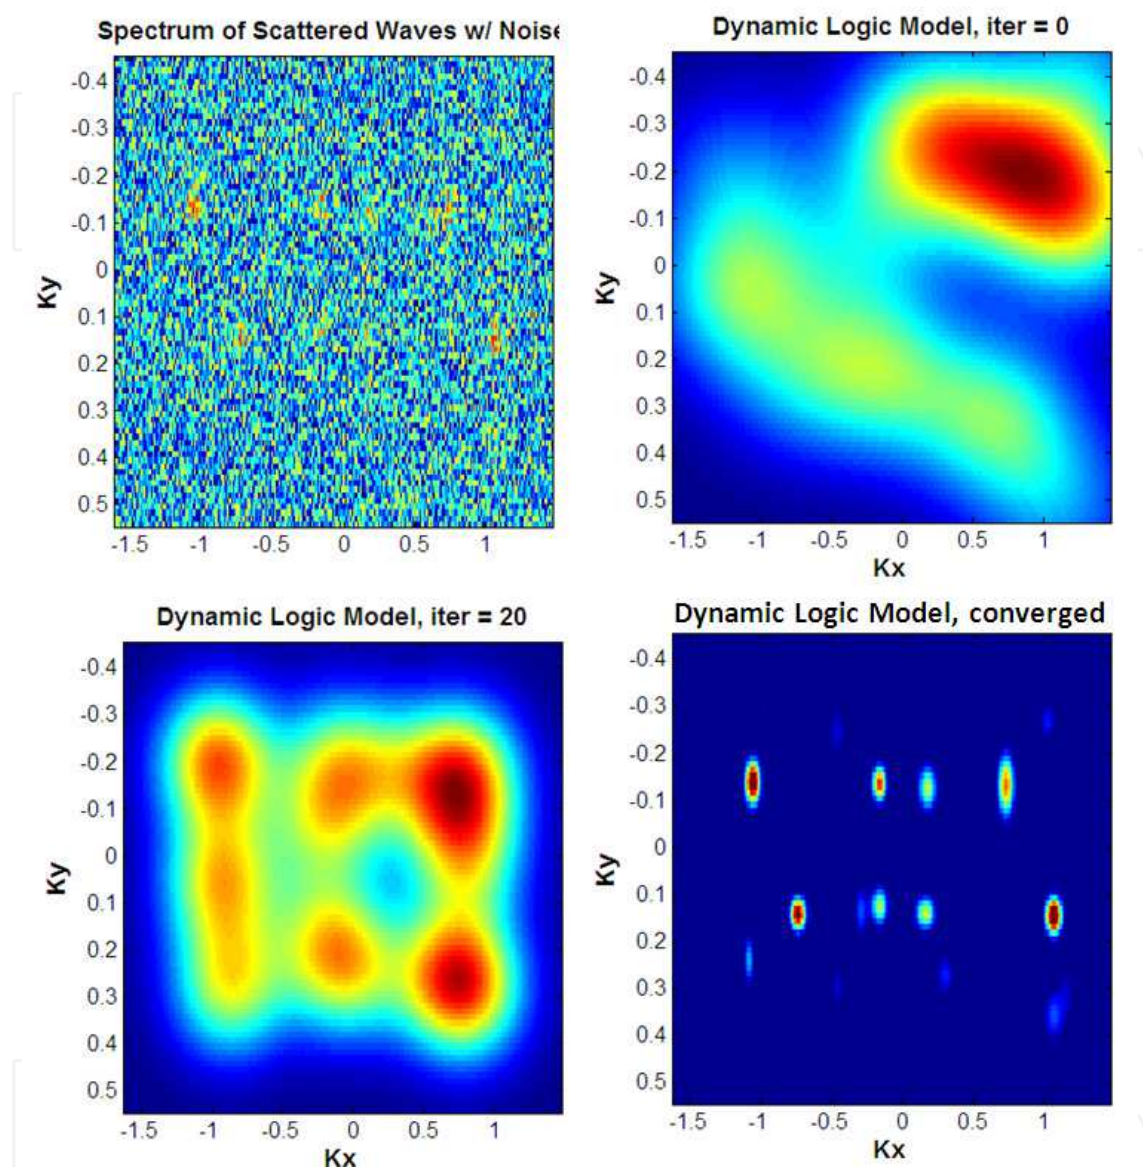 Spectrum of Scattered Waves w/ Noise
-0.4
-0.3
-0.2
-0.1
0
0.1
0.2
0.3
0.4
0.5
Ky
-1.5 -1 -0.5 0 0.5 1
Dynamic Logic Model, iter = 0
-0.4
-0.3
-0.2
-0.1
0
0.1
0.2
0.3
0.4
0.5
Ky
-1.5 -1 -0.5 0 0.5 1
Kx
Dynamic Logic Model, iter = 20
-0.4
-0.3
-0.2
-0.1
0
0.1
0.2
0.3
0.4
0.5
Ky
-1.5 -1 -0.5 0 0.5 1
Kx
Dynamic Logic Model, converged
-0.4
-0.3
-0.2
-0.1
0
0.1
0.2
0.3
0.4
0.5
Ky
-1.5 -1 -0.5 0 0.5 1
Kx